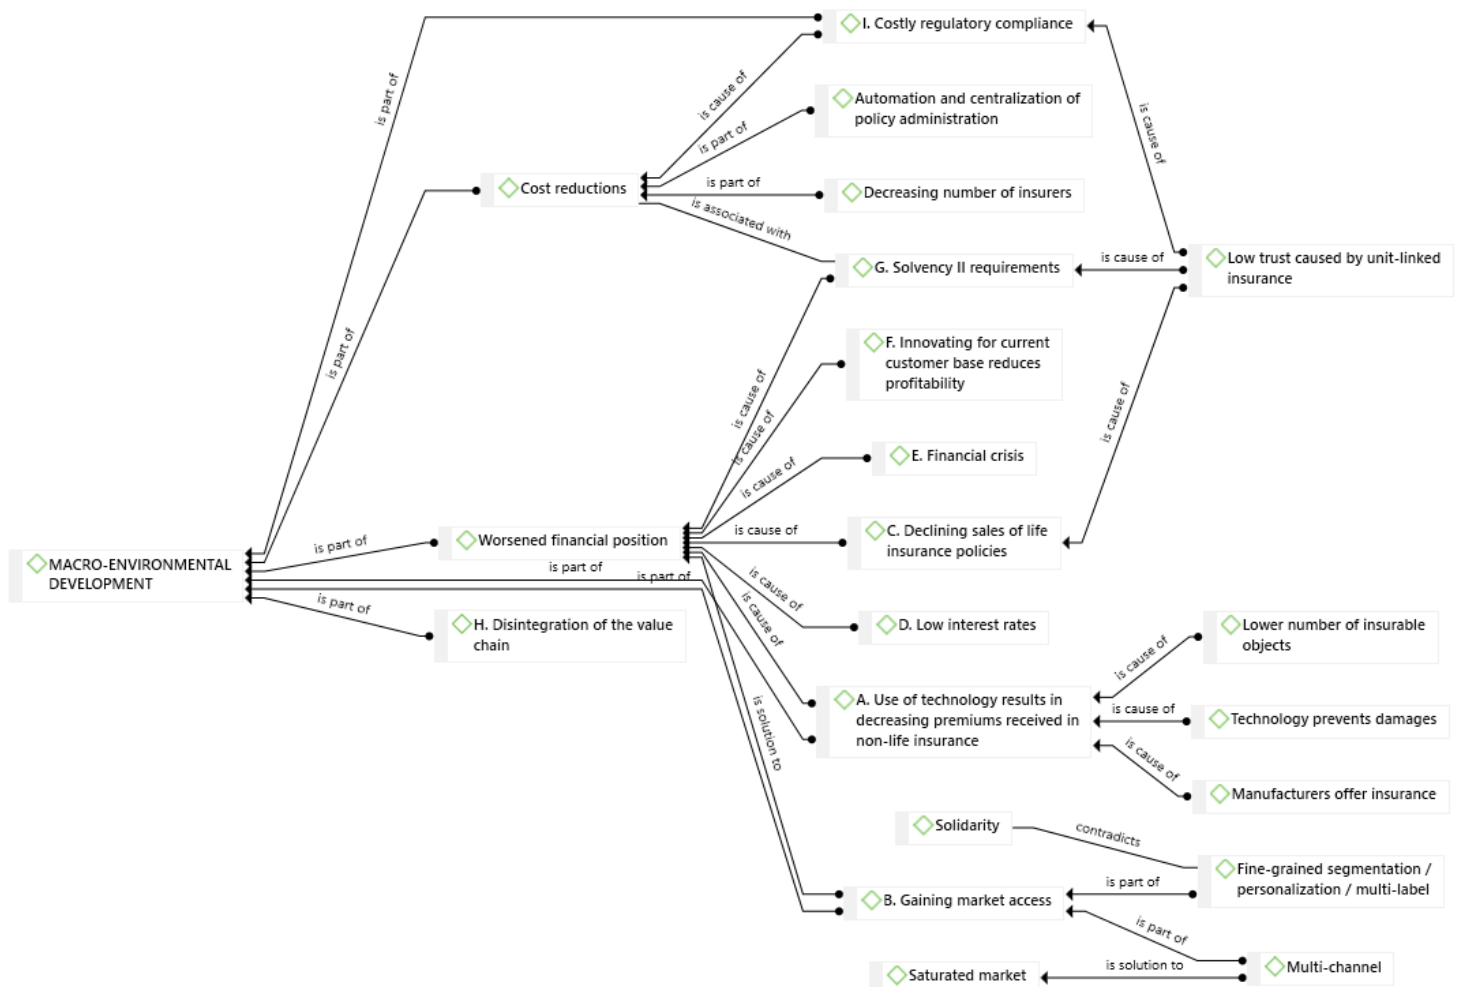 I. Costly regulatory compliance
is part of
is cause of
Automation and centralization of
policy administration
is part of
is cause of
Cost reductions
is part of
Decreasing number of insurers
is associated with
G. Solvency II requirements
is cause of
Low trust caused by unit-linked
insurance
is part of
F. Innovating for current
customer base reduces
profitability
is cause of
is cause of
is cause of
E. Financial crisis
is cause of
Worsened financial position
is cause of
C. Declining sales of life
insurance policies
is part of
MACRO-ENVIRONMENTAL
DEVELOPMENT
is part of
is part of
is cause of
is cause of
is part of
H. Disintegration of the value
chain
D. Low interest rates
Lower number of insurable
objects
is cause of
A. Use of technology results in
decreasing premiums received in
non-life insurance
is cause of
Technology prevents damages
is solution to
is cause of
Manufacturers offer insurance
Solidarity
contradicts
Fine-grained segmentation /
personalization / multi-label
is part of
B. Gaining market access
is part of
Multi-channel
is solution to
Saturated market